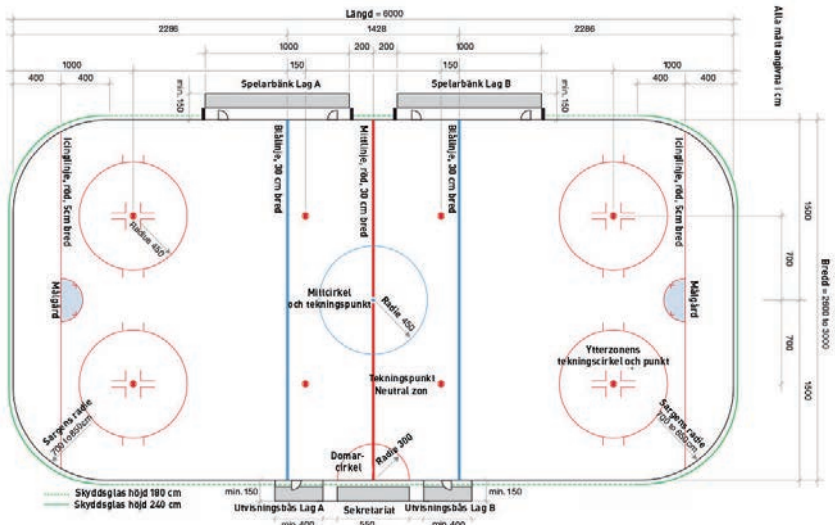 Längd = 6000
2286 1428 2286
1000 200 200 1000
1000 150 150 1000
400 400 400 400
Alla mått angivna i cm
min. 150
Spelarbänk Lag A
Spelarbänk Lag B
min. 150
Icinglinje, röd, 5cm bred
Blålinje, 30 cm bred
Mittlinje, röd, 30 cm bred
Blålinje, 30 cm bred
Icinglinje, röd, 5cm bred
Radie 450
1500
700
Målgård
Mittcirkel
och tekningspunkt
Radie 450
Målgård
Bredd = 2600 to 3000
700
1500
Ytterzonens
tekningscirkel och punkt
Tekningspunkt
Neutral zon
Sargens radie
700 to 850cm
Domar-
cirkel
Radie 300
Sargens radie
700 to 850cm
Skyddsglas höjd 180 cm
Skyddsglas höjd 240 cm
min. 150
min. 150
Utvisningsbås Lag A
Sekretariat
Utvisningsbås Lag B
min. 400
550
min. 400